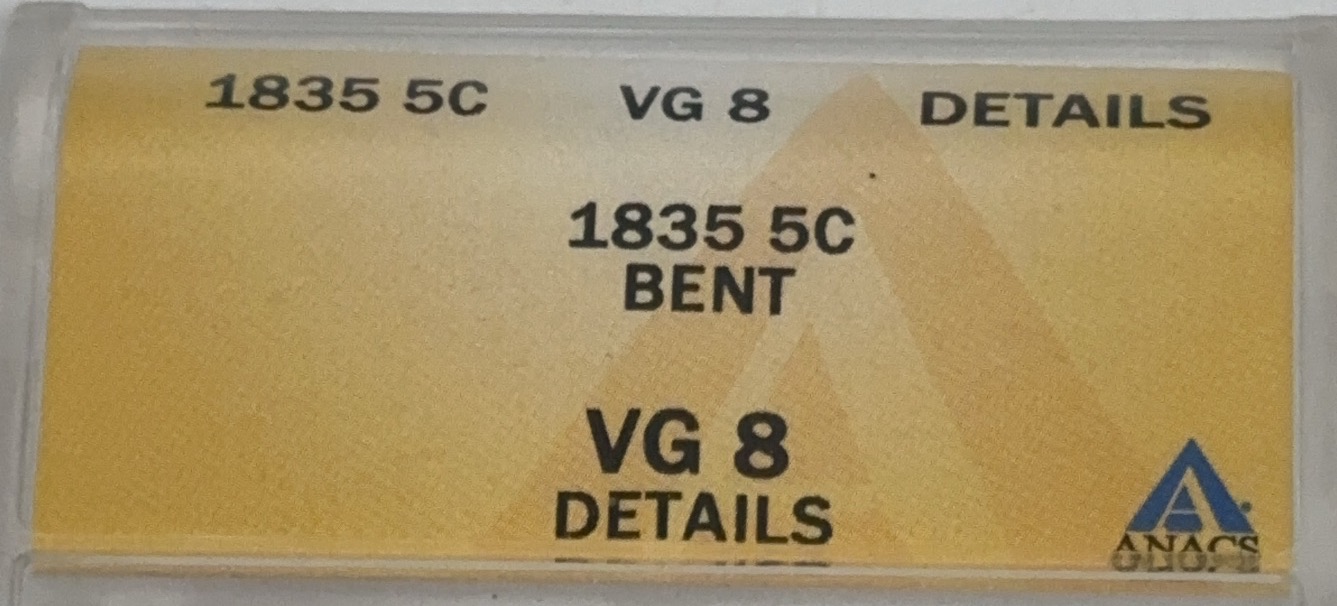 1835 5C VG 8 DETAILS
1835 5C
BENT
VG 8
DETAILS
ANACS